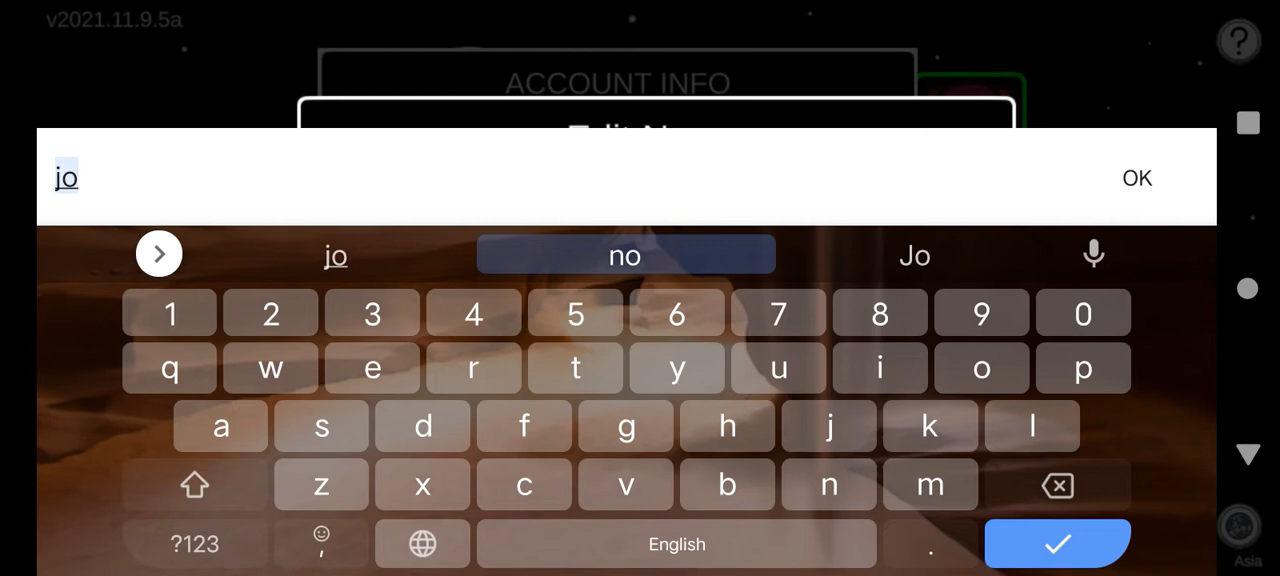 v2021.11.9.5a
ACCOUNT INFO
jo
OK
jo no Jo
1 2 3 4 5 6 7 8 9 0
q w e r t y u i o p
a s d f g h j k l
z x c v b n m
?123 , English .
Asia